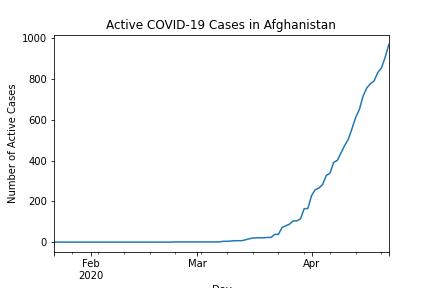 Active COVID-19 Cases in Afghanistan
1000
800
600
400
200
0
Number of Active Cases
Feb
2020
Mar
Apr